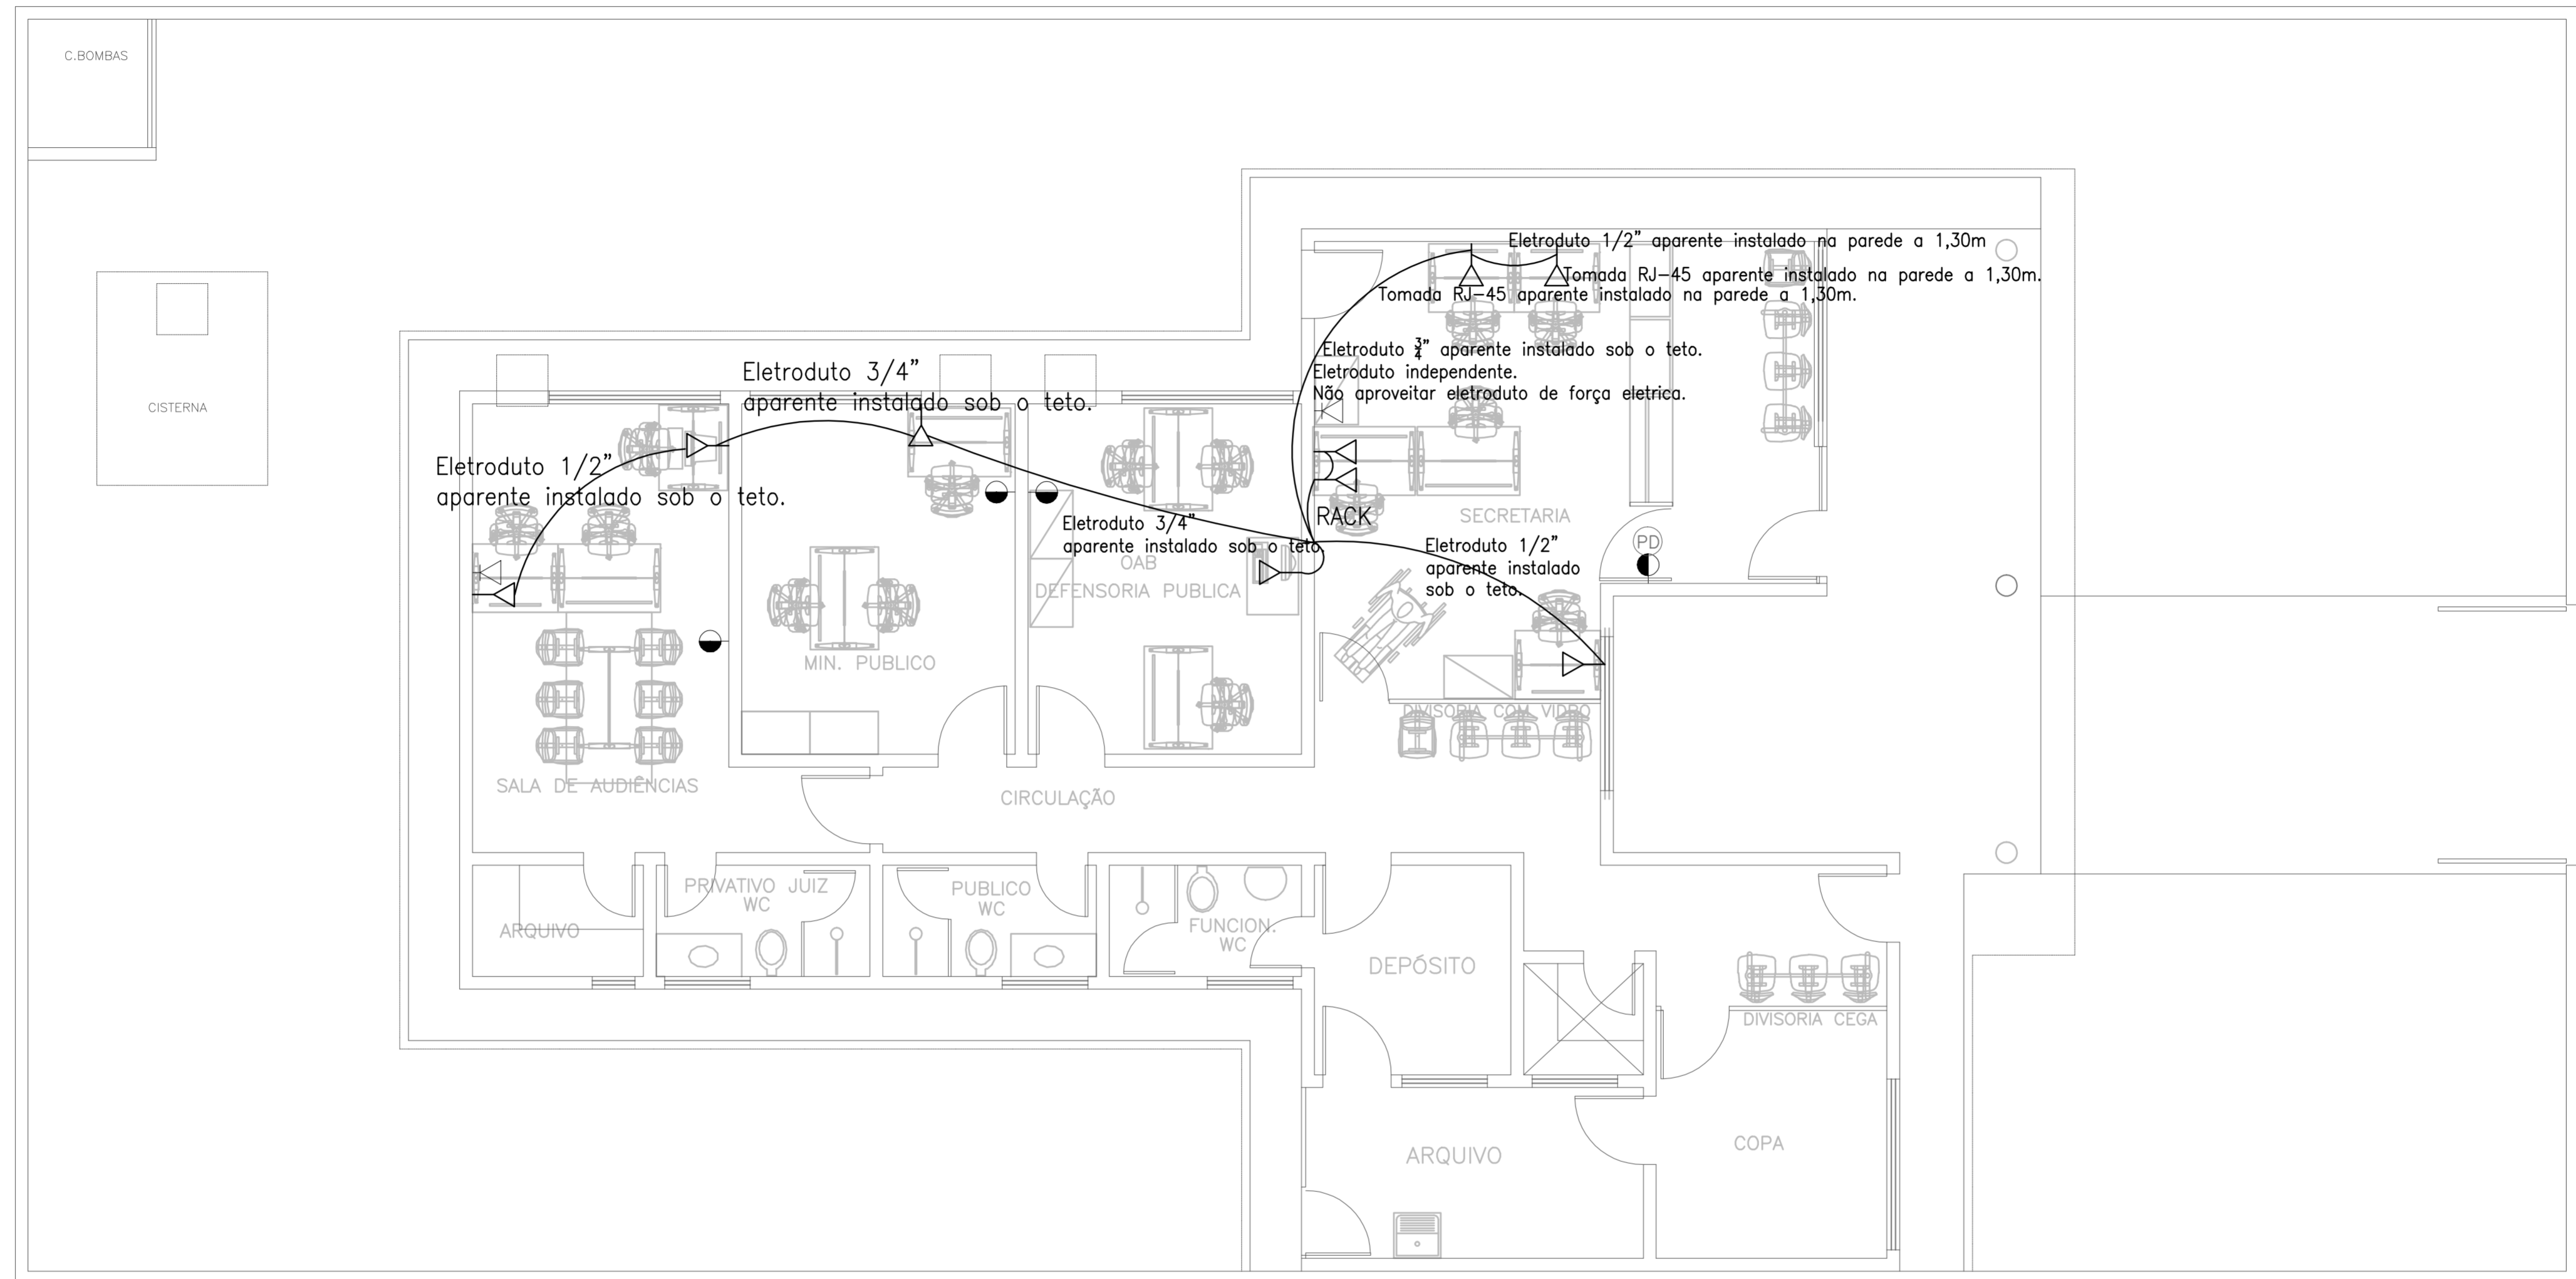 C.BOMBAS
Eletroduto 1/2" aparente instalado na parede a 1,30m
Tomada RJ-45 aparente instalado na parede a 1,30m.
Tomada RJ-45 aparente instalado na parede a 1,30m.
Eletroduto 3/4" aparente instalado sob o teto.
Eletroduto independente.
Não aproveitar eletroduto de força eletrica.
Eletroduto 3/4"
aparente instalado sob o teto.
CISTERNA
Eletroduto 1/2"
aparente instalado sob o teto.
RACK
SECRETARIA
Eletroduto 3/4"
aparente instalado sob o teto.
PD
Eletroduto 1/2"
aparente instalado
sob o teto.
OAB
DEFENSORIA PUBLICA
MIN. PUBLICO
DIVISORIA COM VIDRO
SALA DE AUDIÊNCIAS
CIRCULAÇÃO
PRIVATIVO JUIZ
WC
PUBLICO
WC
FUNCION.
WC
ARQUIVO
DEPÓSITO
DIVISORIA CEGA
ARQUIVO
COPA